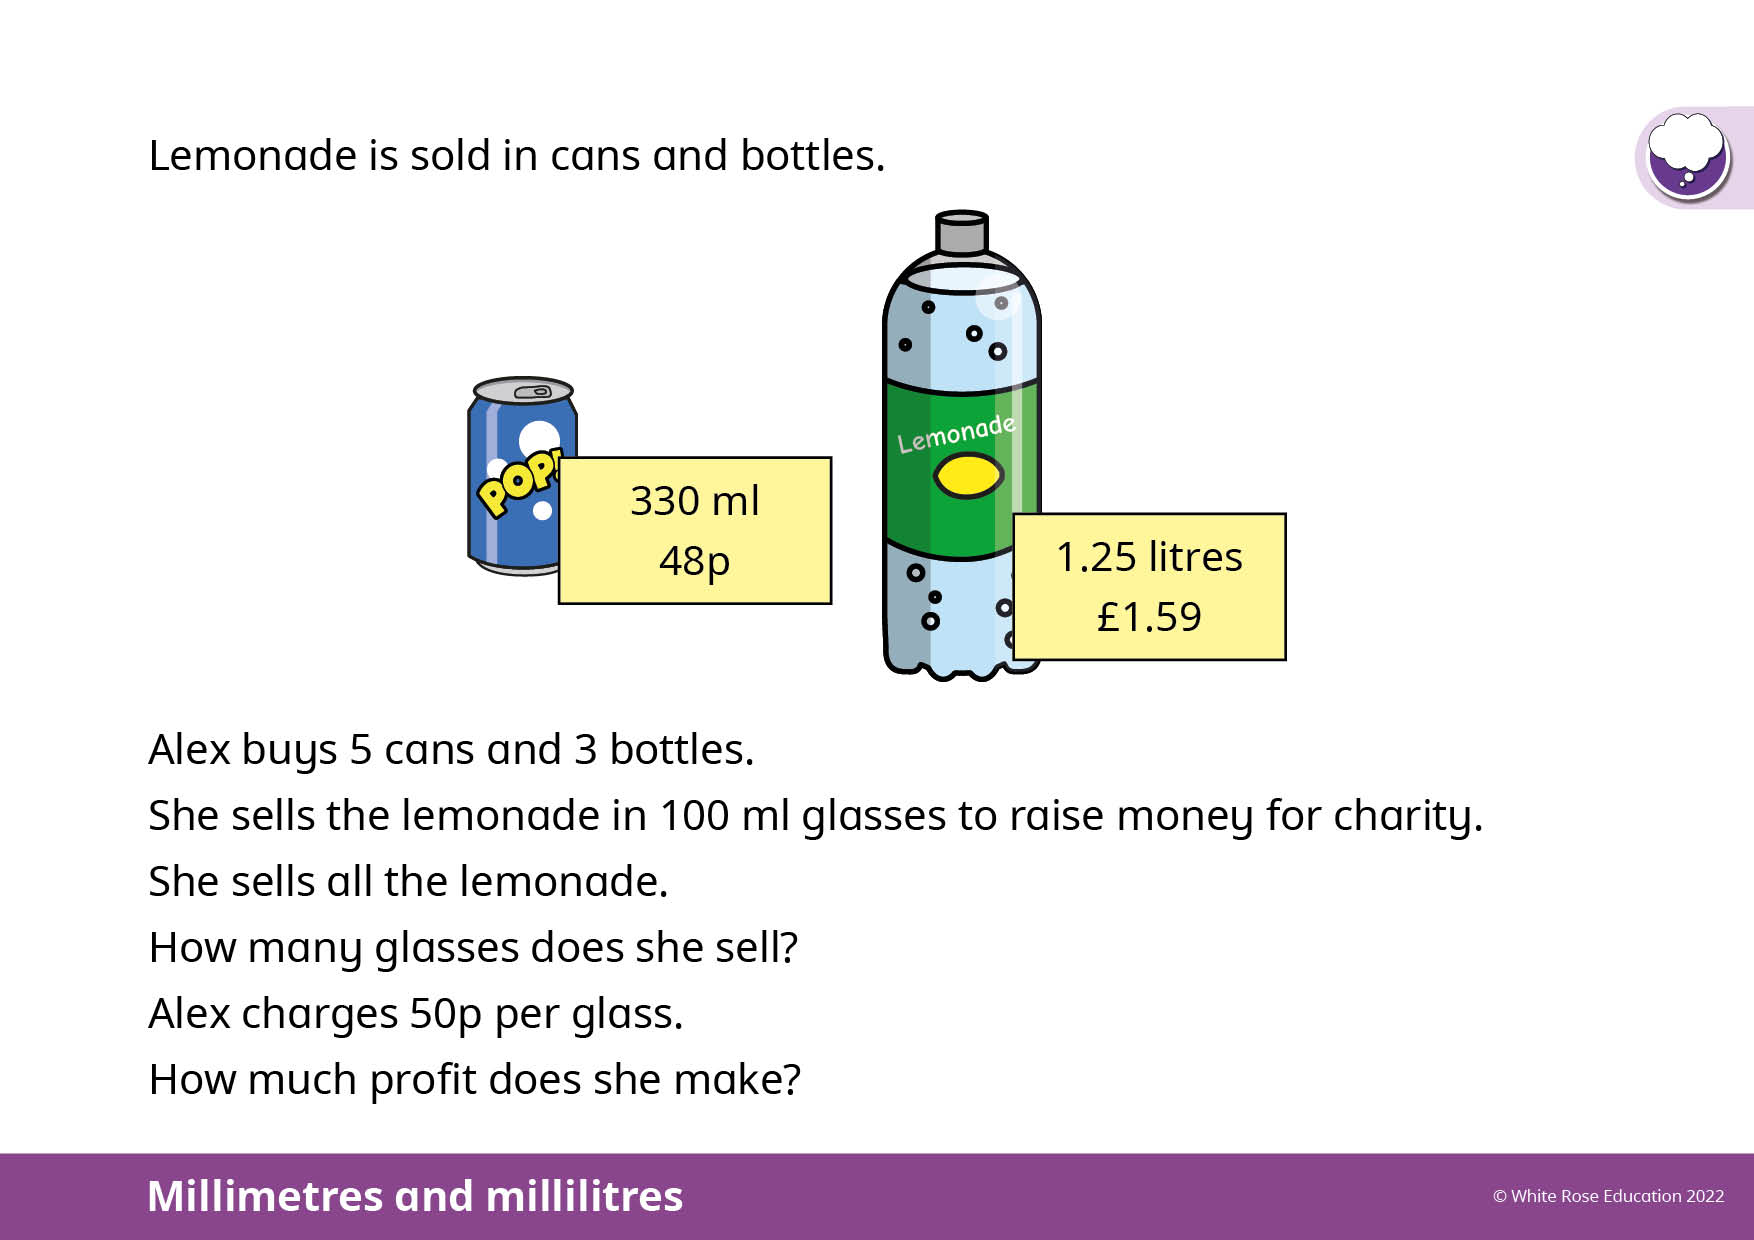 Lemonade is sold in cans and bottles.
POP!
330 ml
48p
Lemonade
1.25 litres
£1.59
Alex buys 5 cans and 3 bottles.
She sells the lemonade in 100 ml glasses to raise money for charity.
She sells all the lemonade.
How many glasses does she sell?
Alex charges 50p per glass.
How much profit does she make?
Millimetres and millilitres
© White Rose Education 2022